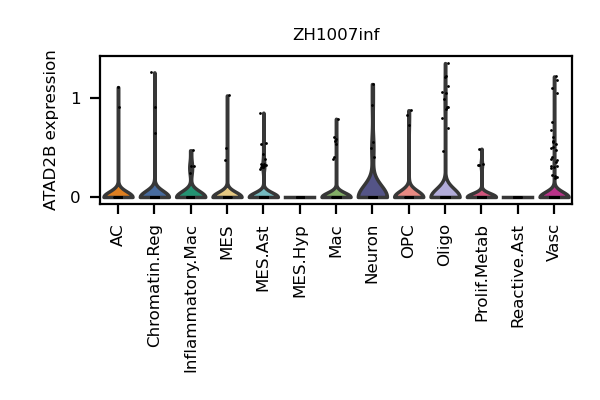 ZH1007inf
ATAD2B expression
1
0
AC
Chromatin.Reg
Inflammatory.Mac
MES
MES.Ast
MES.Hyp
Mac
Neuron
OPC
Oligo
Prolif.Metab
Reactive.Ast
Vasc